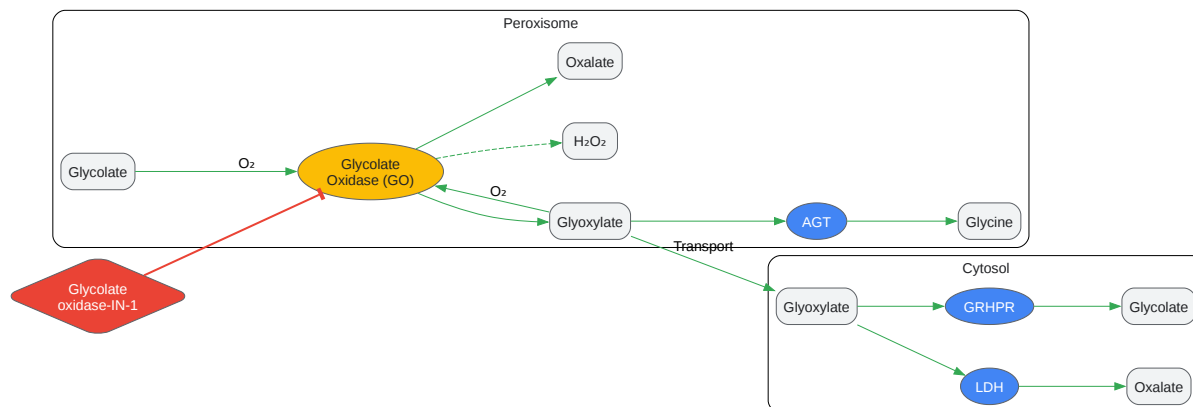 Peroxisome
Oxalate
H₂O₂
Glycolate
O₂
Glycolate
Oxidase (GO)
O₂
Glyoxylate
AGT
Glycine
Transport
Glycolate
oxidase-IN-1
Cytosol
Glyoxylate
GRHPR
Glycolate
LDH
Oxalate